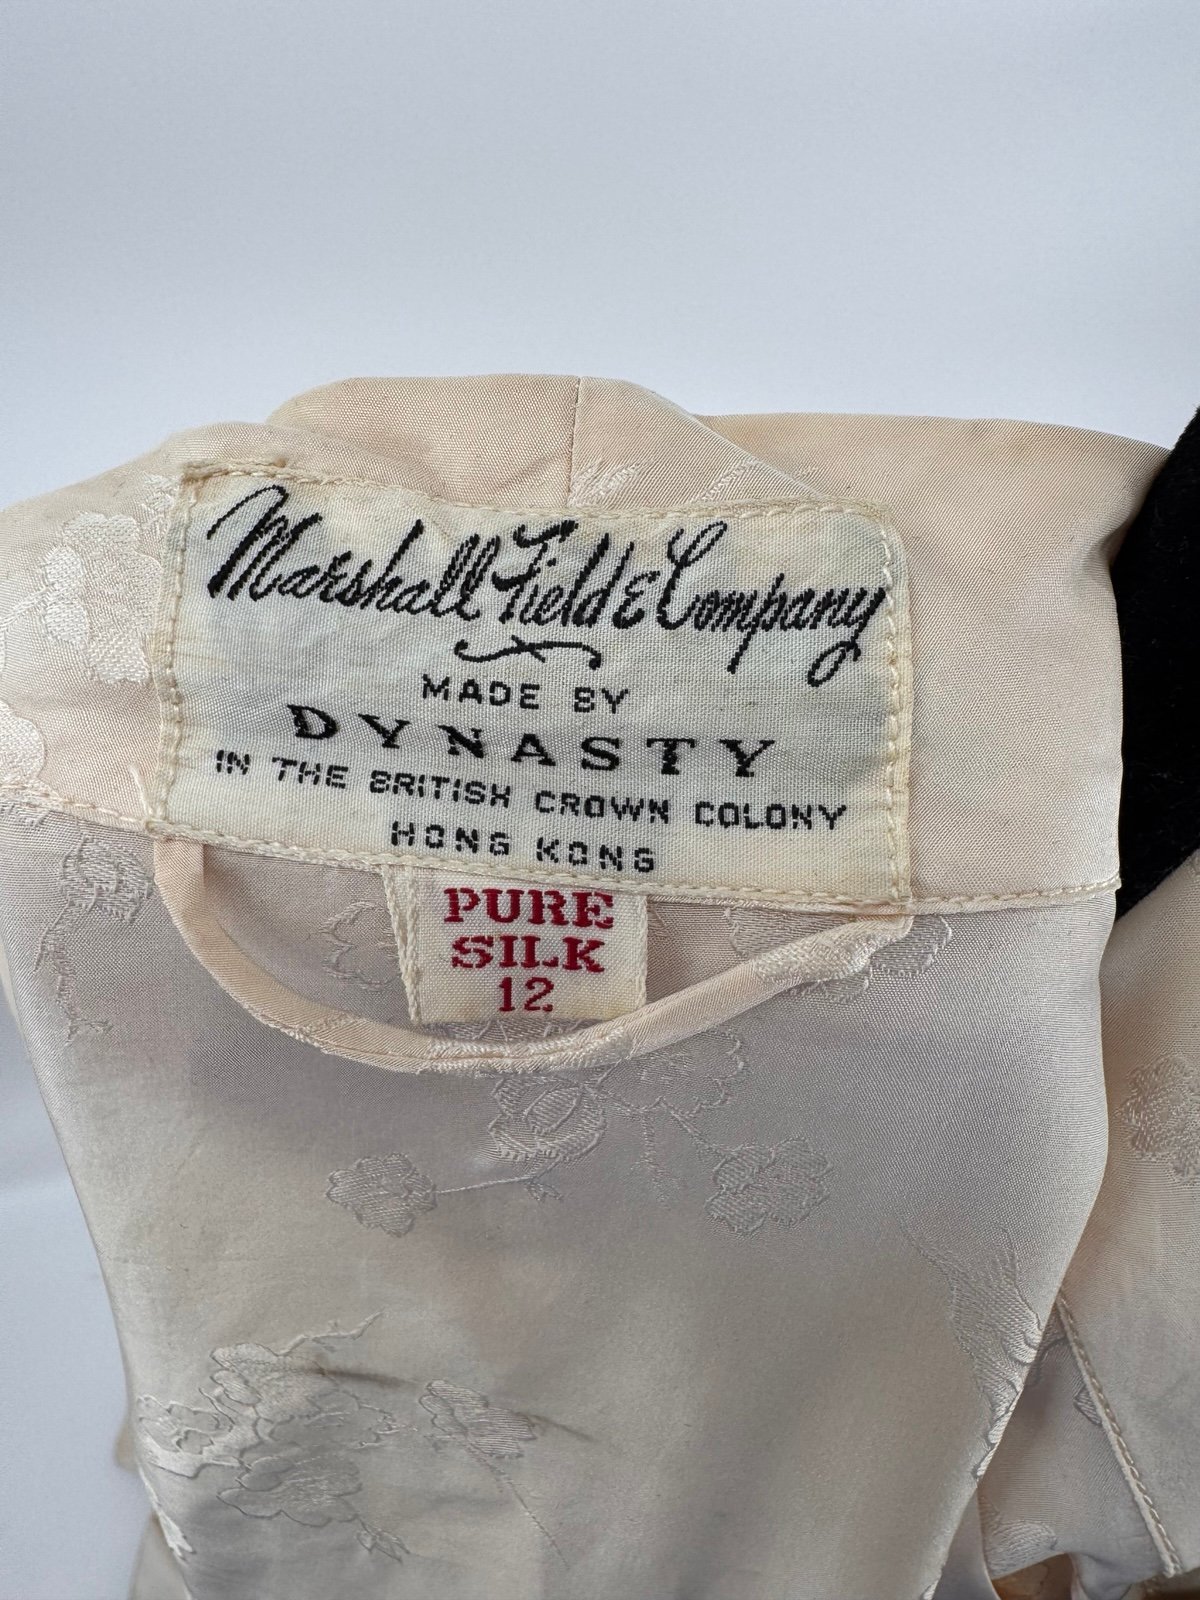 Marshall Field & Company
MADE BY
DYNASTY
IN THE BRITISH CROWN COLONY
HONG KONG
PURE
SILK
12